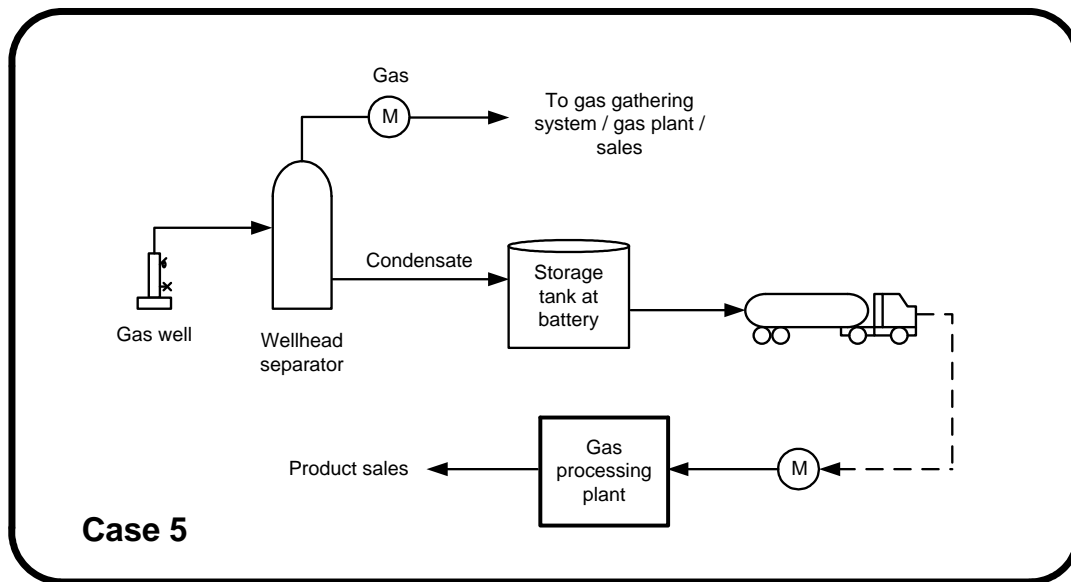 Gas
M
To gas gathering
system / gas plant /
sales
Condensate
Storage
tank at
battery
Gas well
Wellhead
separator
Product sales
Gas
processing
plant
M
Case 5